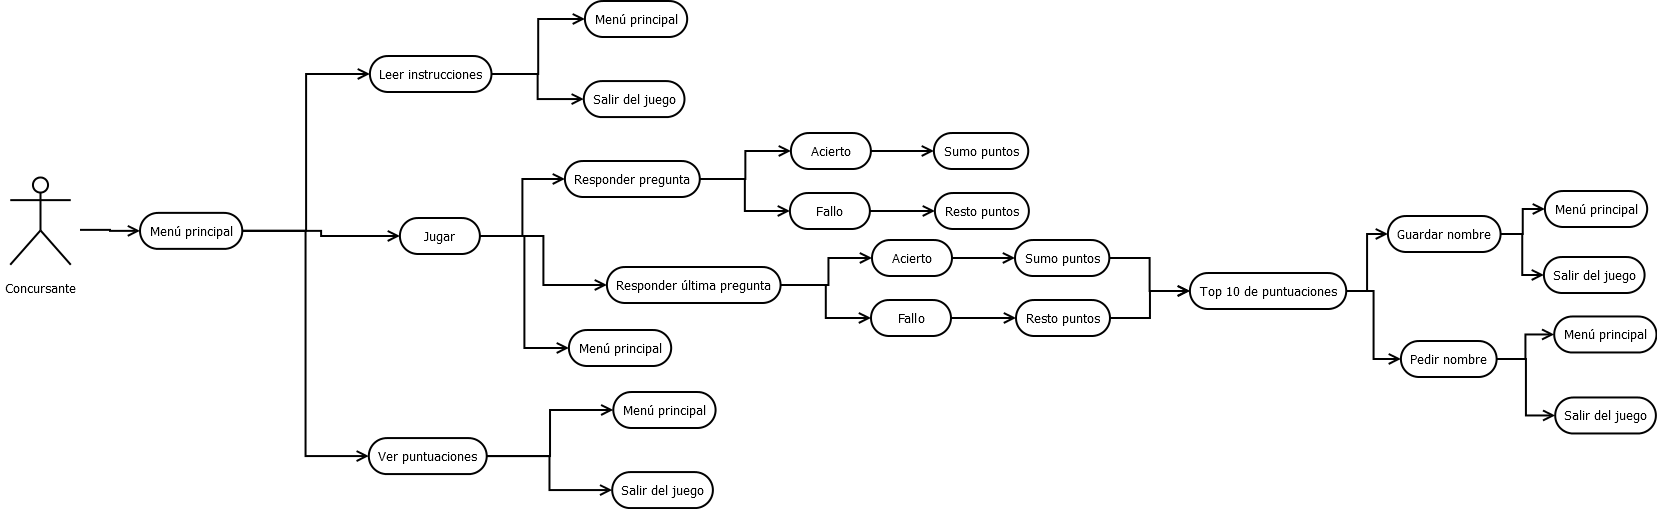 Concursante
Menú principal
Leer instrucciones
Menú principal
Salir del juego
Jugar
Responder pregunta
Acierto
Sumo puntos
Fallo
Resto puntos
Responder última pregunta
Acierto
Sumo puntos
Fallo
Resto puntos
Top 10 de puntuaciones
Guardar nombre
Menú principal
Salir del juego
Pedir nombre
Menú principal
Salir del juego
Menú principal
Ver puntuaciones
Menú principal
Salir del juego